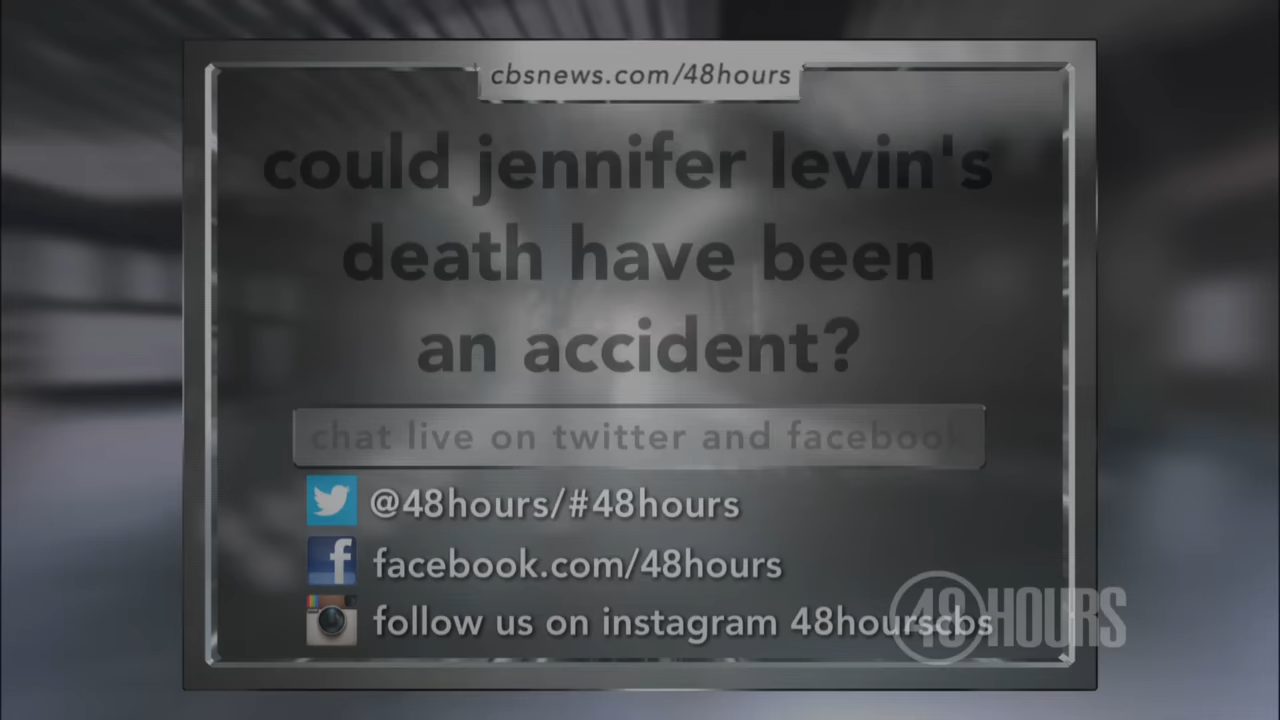 cbsnews.com/48hours
could jennifer levin's
death have been
an accident?
chat live on twitter and facebook
@48hours/#48hours
facebook.com/48hours
follow us on instagram 48hourscbs
48 HOURS